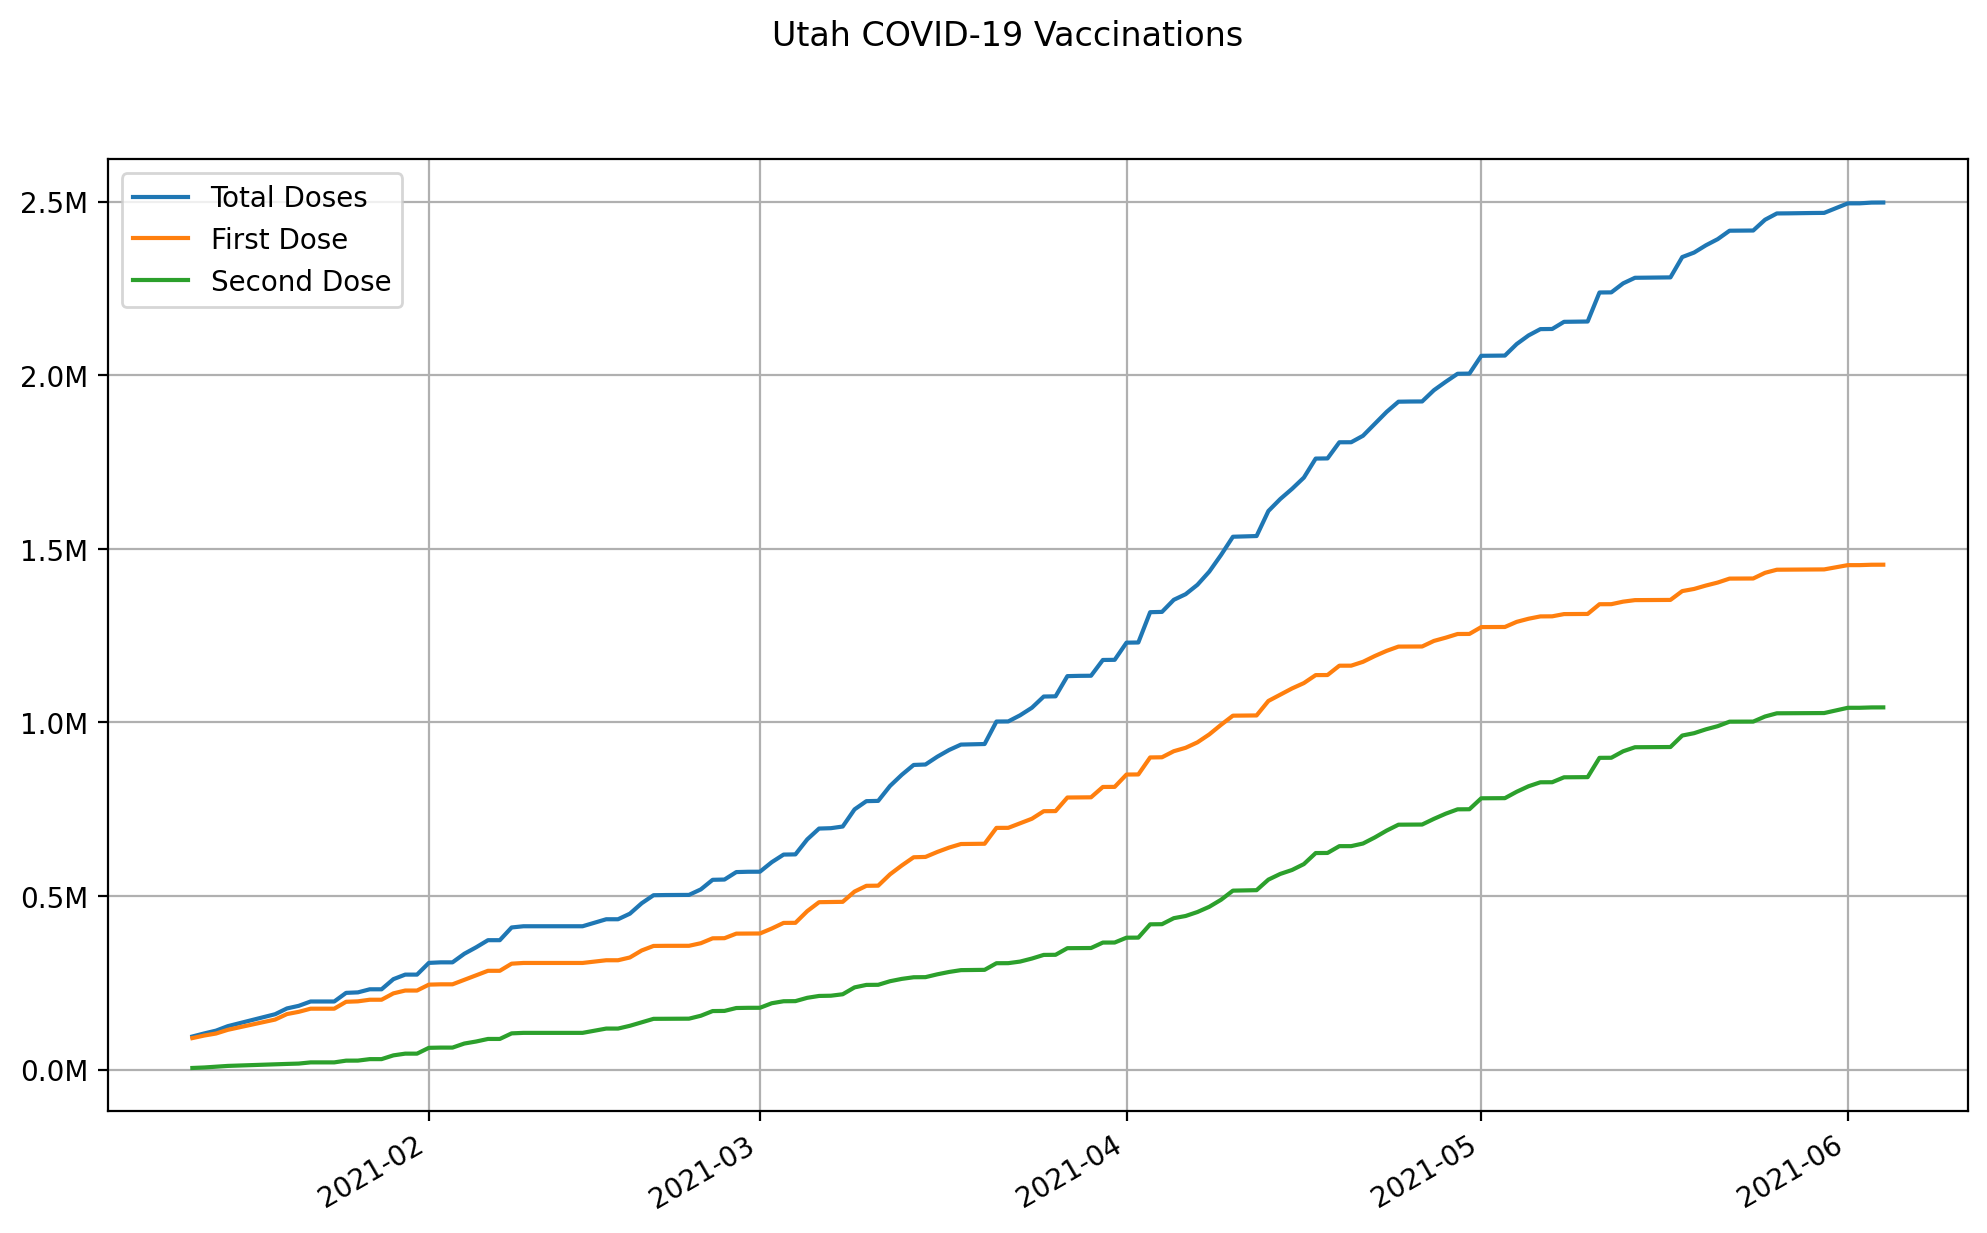 Utah COVID-19 Vaccinations
Total Doses
First Dose
Second Dose
2.5M
2.0M
1.5M
1.0M
0.5M
0.0M
2021-02
2021-03
2021-04
2021-05
2021-06